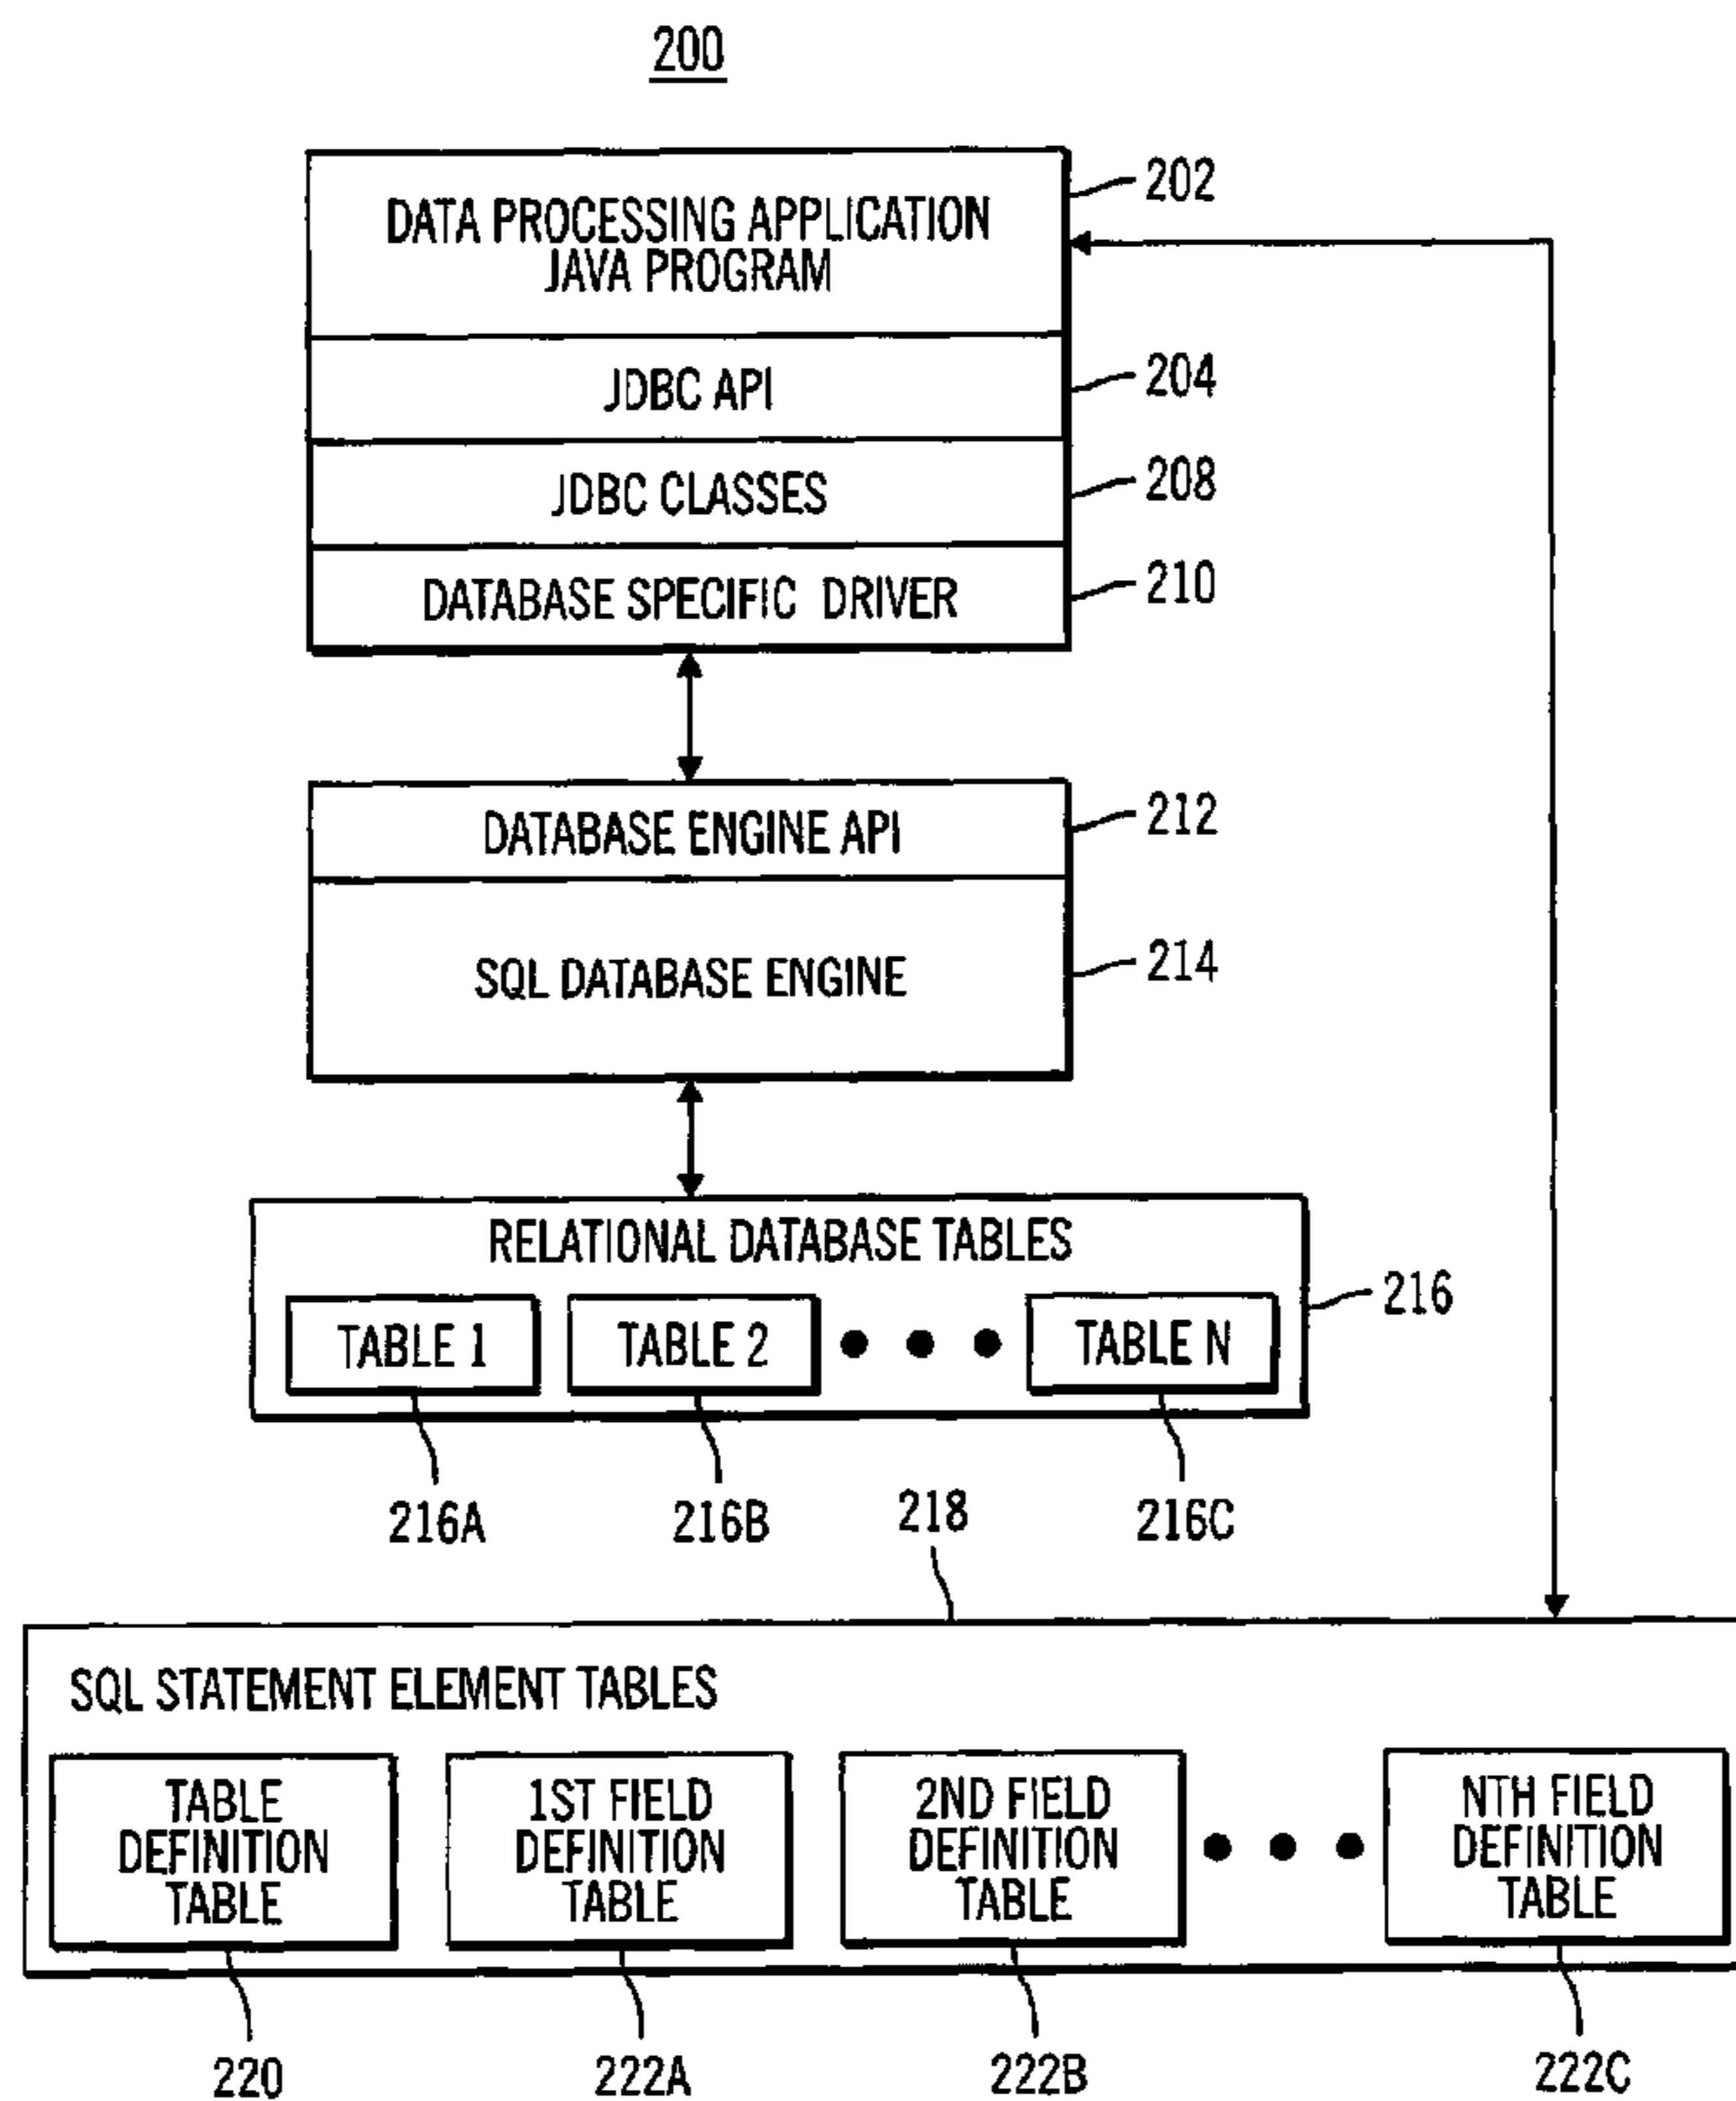 200
DATA PROCESSING APPLICATION
JAVA PROGRAM
202
JDBC API
204
JDBC CLASSES
208
DATABASE SPECIFIC DRIVER
210
DATABASE ENGINE API
212
SQL DATABASE ENGINE
214
RELATIONAL DATABASE TABLES
216
TABLE 1
TABLE 2
TABLE N
216A
216B
216C
218
SQL STATEMENT ELEMENT TABLES
TABLE
DEFINITION
TABLE
1ST FIELD
DEFINITION
TABLE
2ND FIELD
DEFINITION
TABLE
NTH FIELD
DEFINITION
TABLE
220
222A
222B
222C